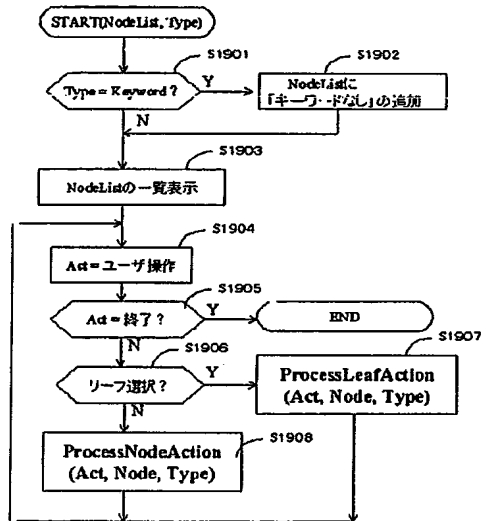 START(NodeList, Type)
S1901
Type = Keyword ?
Y
N
S1902
NodeListに
「キーワードなし」の追加
S1903
NodeListの一覧表示
S1904
Act = ユーザ操作
S1905
Act = 終了 ?
Y
N
END
S1906
リーフ選択 ?
Y
N
S1907
ProcessLeafAction
(Act, Node, Type)
S1908
ProcessNodeAction
(Act, Node, Type)